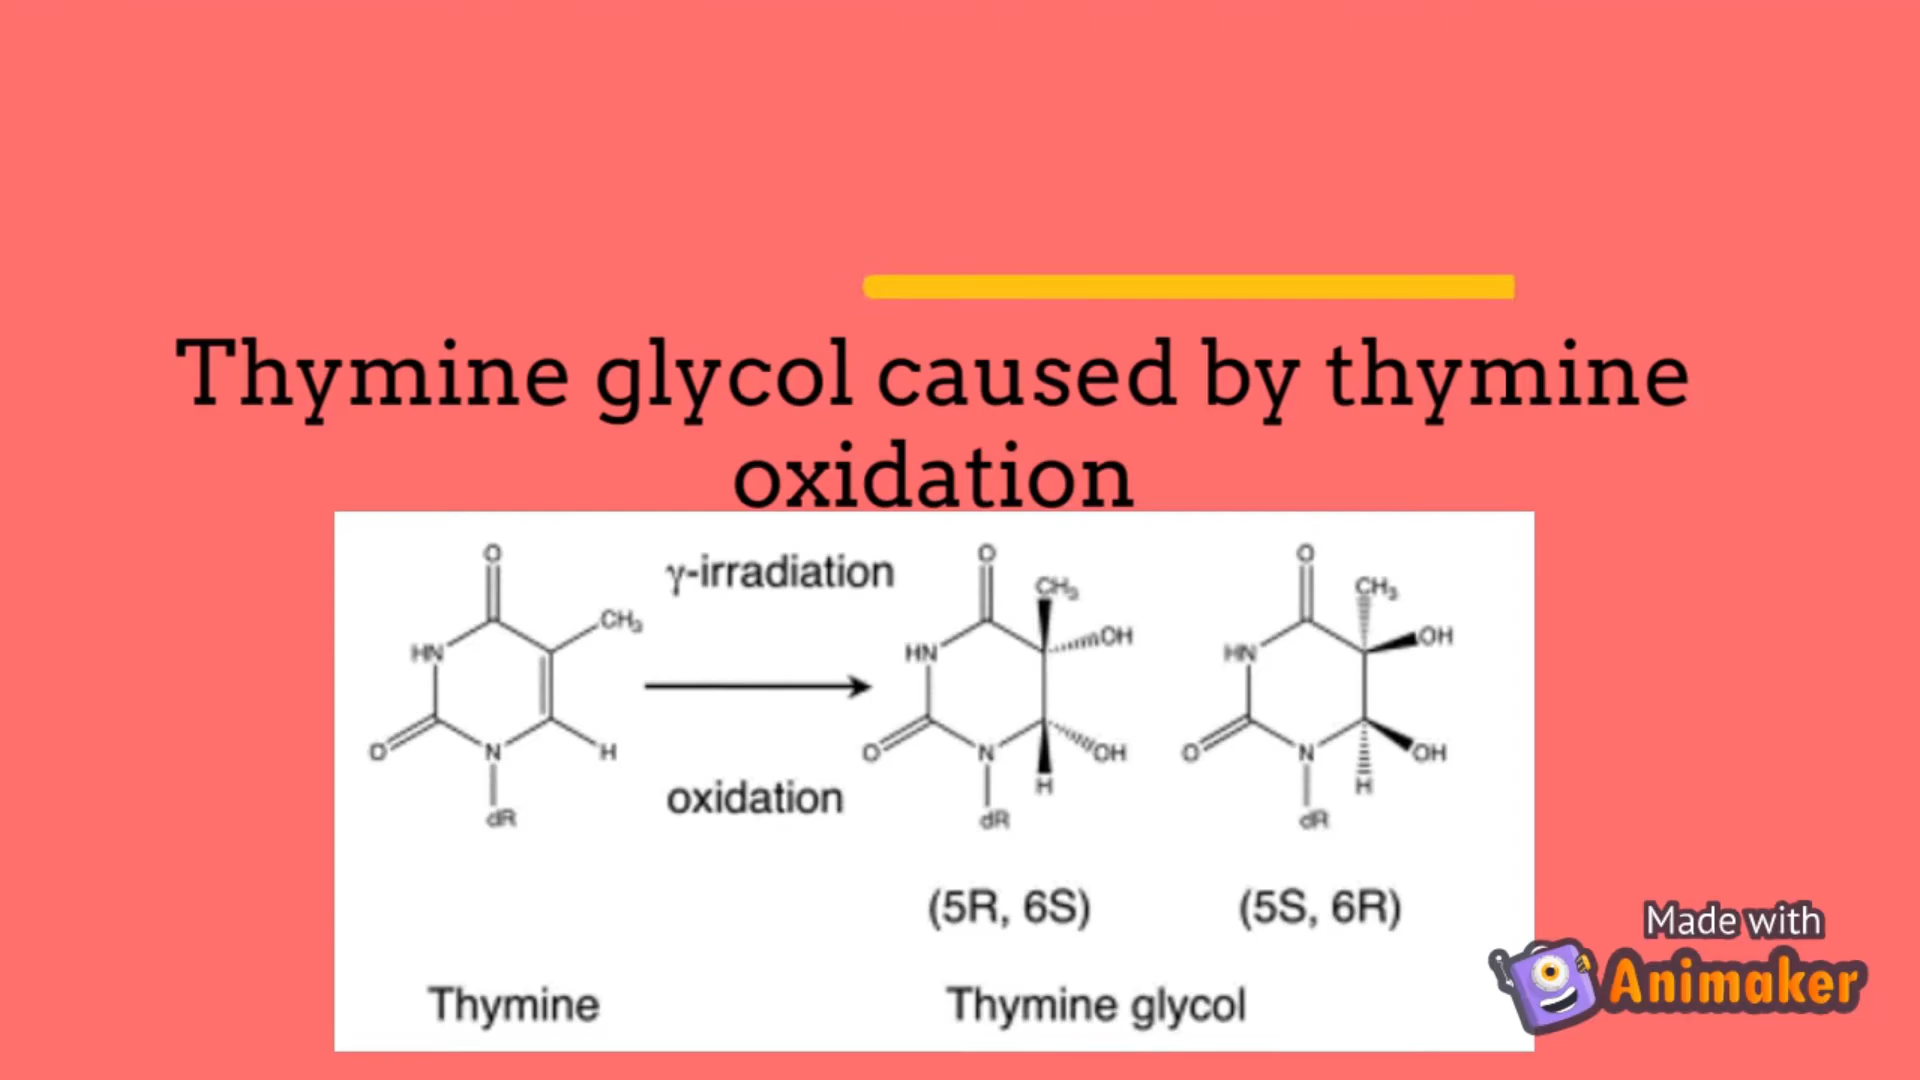 Thymine glycol caused by thymine
oxidation
γ-irradiation
oxidation
O
CH₃
HN
O
N
H
dR
O
CH₃
OH
HN
O
N
OH
H
dR
O
CH₃
OH
HN
O
N
OH
H
dR
(5R, 6S)
(5S, 6R)
Thymine
Thymine glycol
Made with
Animaker